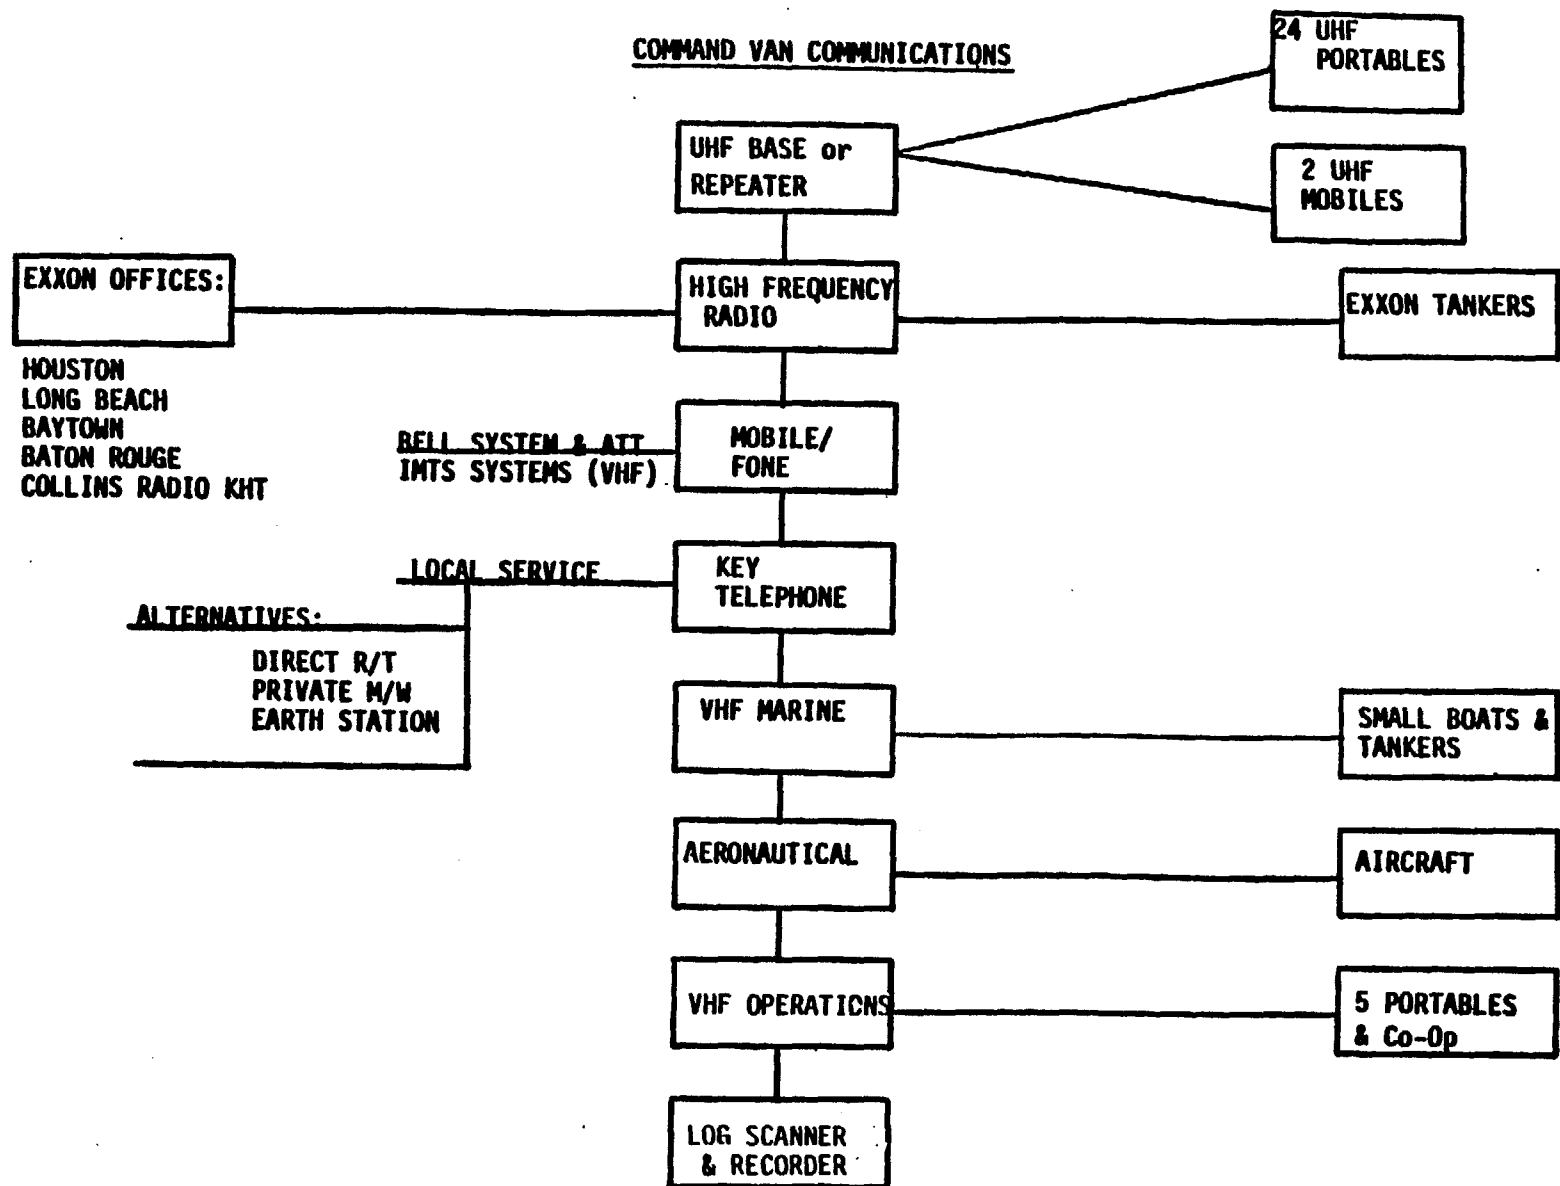 COMMAND VAN COMMUNICATIONS
24 UHF
PORTABLES
UHF BASE or
REPEATER
2 UHF
MOBILES
EXXON OFFICES:
HIGH FREQUENCY
RADIO
EXXON TANKERS
HOUSTON
LONG BEACH
BAYTOWN
BATON ROUGE
COLLINS RADIO KHT
BELL SYSTEM & ATT
IMTS SYSTEMS (VHF)
MOBILE/
FONE
LOCAL SERVICE
KEY
TELEPHONE
ALTERNATIVES:
DIRECT R/T
PRIVATE M/W
EARTH STATION
VHF MARINE
SMALL BOATS &
TANKERS
AERONAUTICAL
AIRCRAFT
VHF OPERATIONS
5 PORTABLES
& Co-Op
LOG SCANNER
& RECORDER